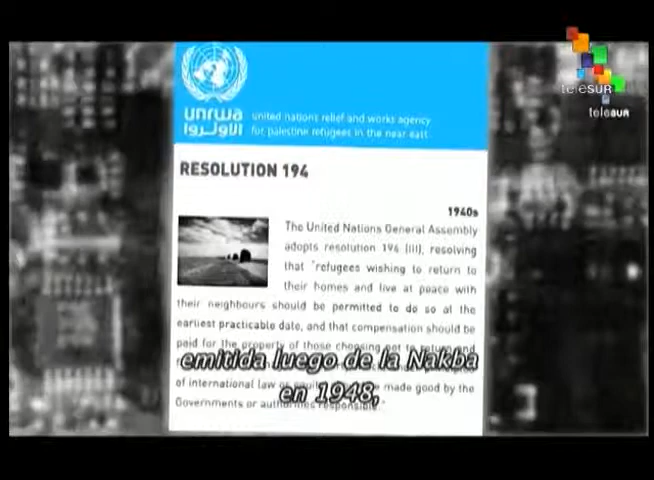 teleSUR
teleSUR
unrwa
الأونروا
united nations relief and works agency
for palestine refugees in the near east
RESOLUTION 194
1940s
The United Nations General Assembly
adopts resolution 194 (III), resolving
that "refugees wishing to return to
their homes and live at peace with
their neighbours should be permitted to do so at the
earliest practicable date, and that compensation should be
paid for the property of those choosing not to return and
emitida luego de la Nakba
of international law or equity made good by the
en 1948,
Governments or authorities responsible."